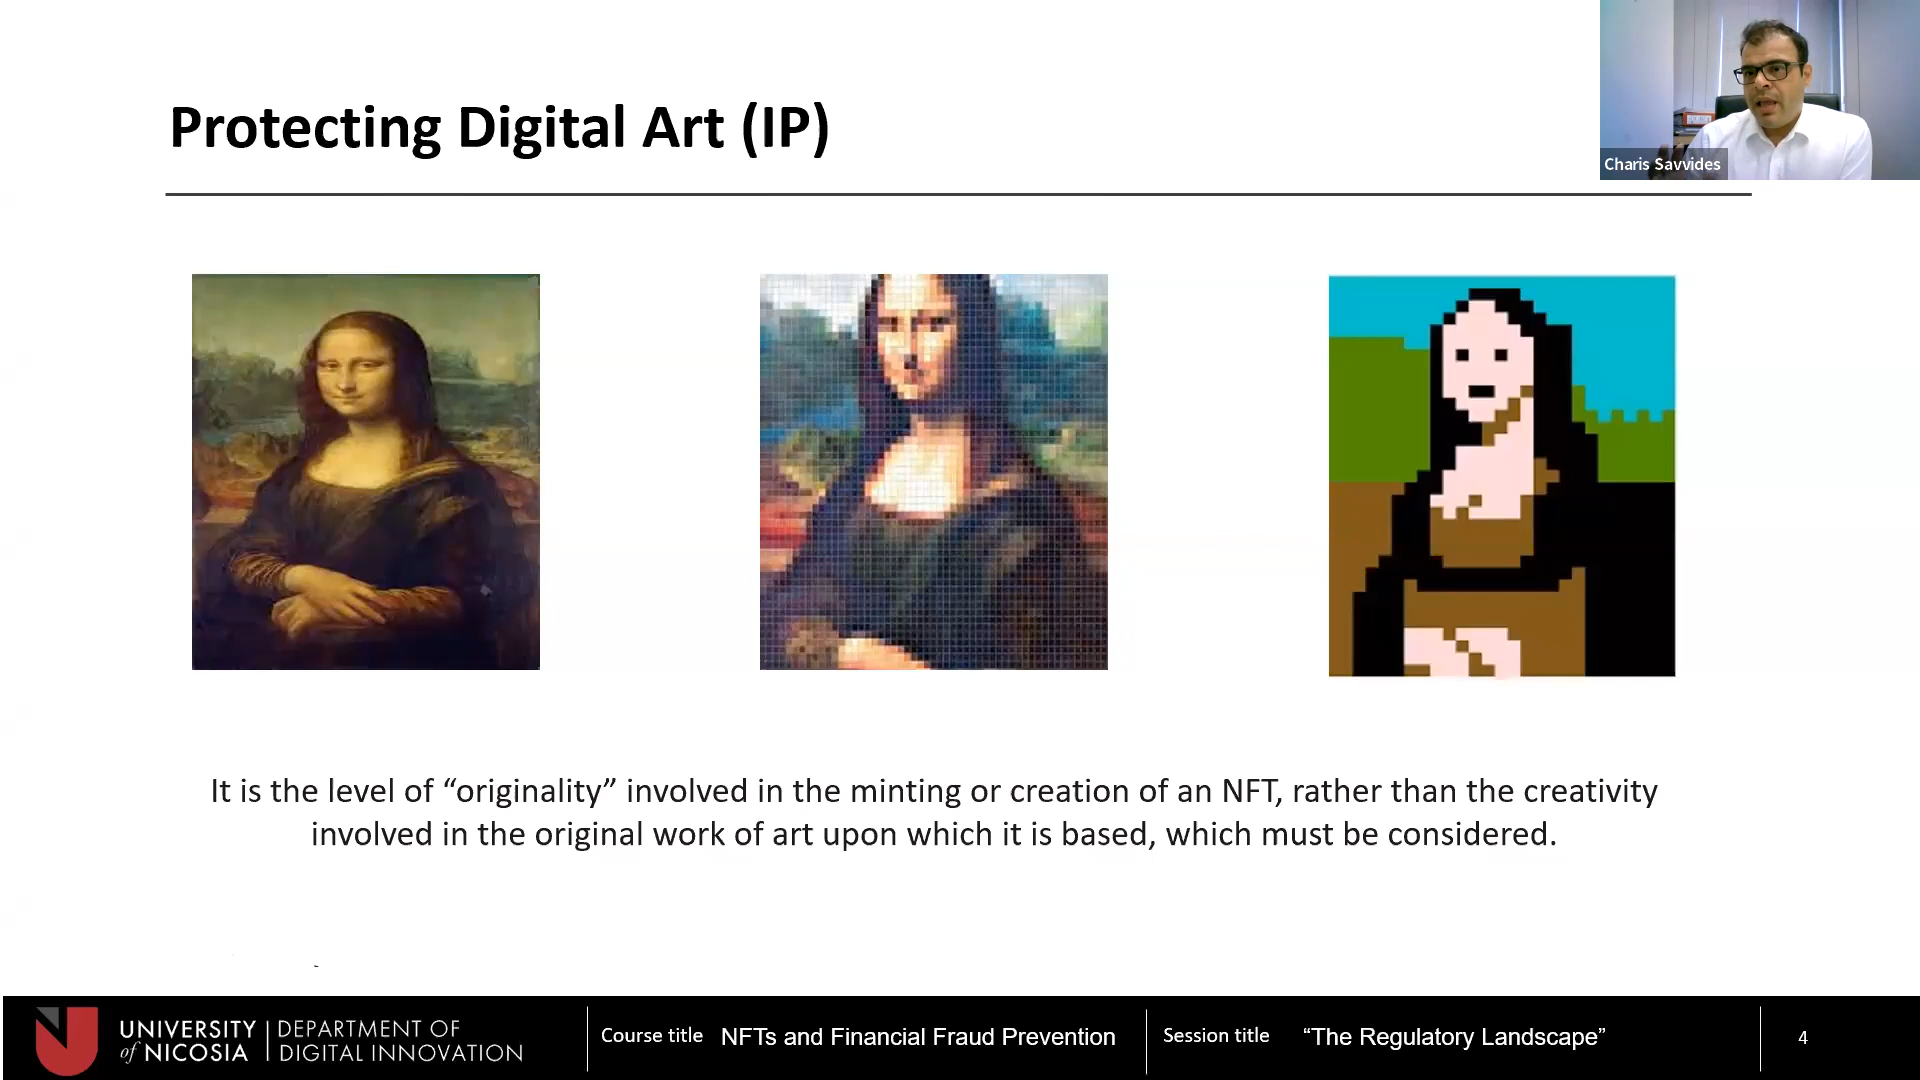 Protecting Digital Art (IP)
Charis Savvides
It is the level of “originality” involved in the minting or creation of an NFT, rather than the creativity
involved in the original work of art upon which it is based, which must be considered.
UNIVERSITY
of NICOSIA
DEPARTMENT OF
DIGITAL INNOVATION
Course title NFTs and Financial Fraud Prevention
Session title “The Regulatory Landscape”
4